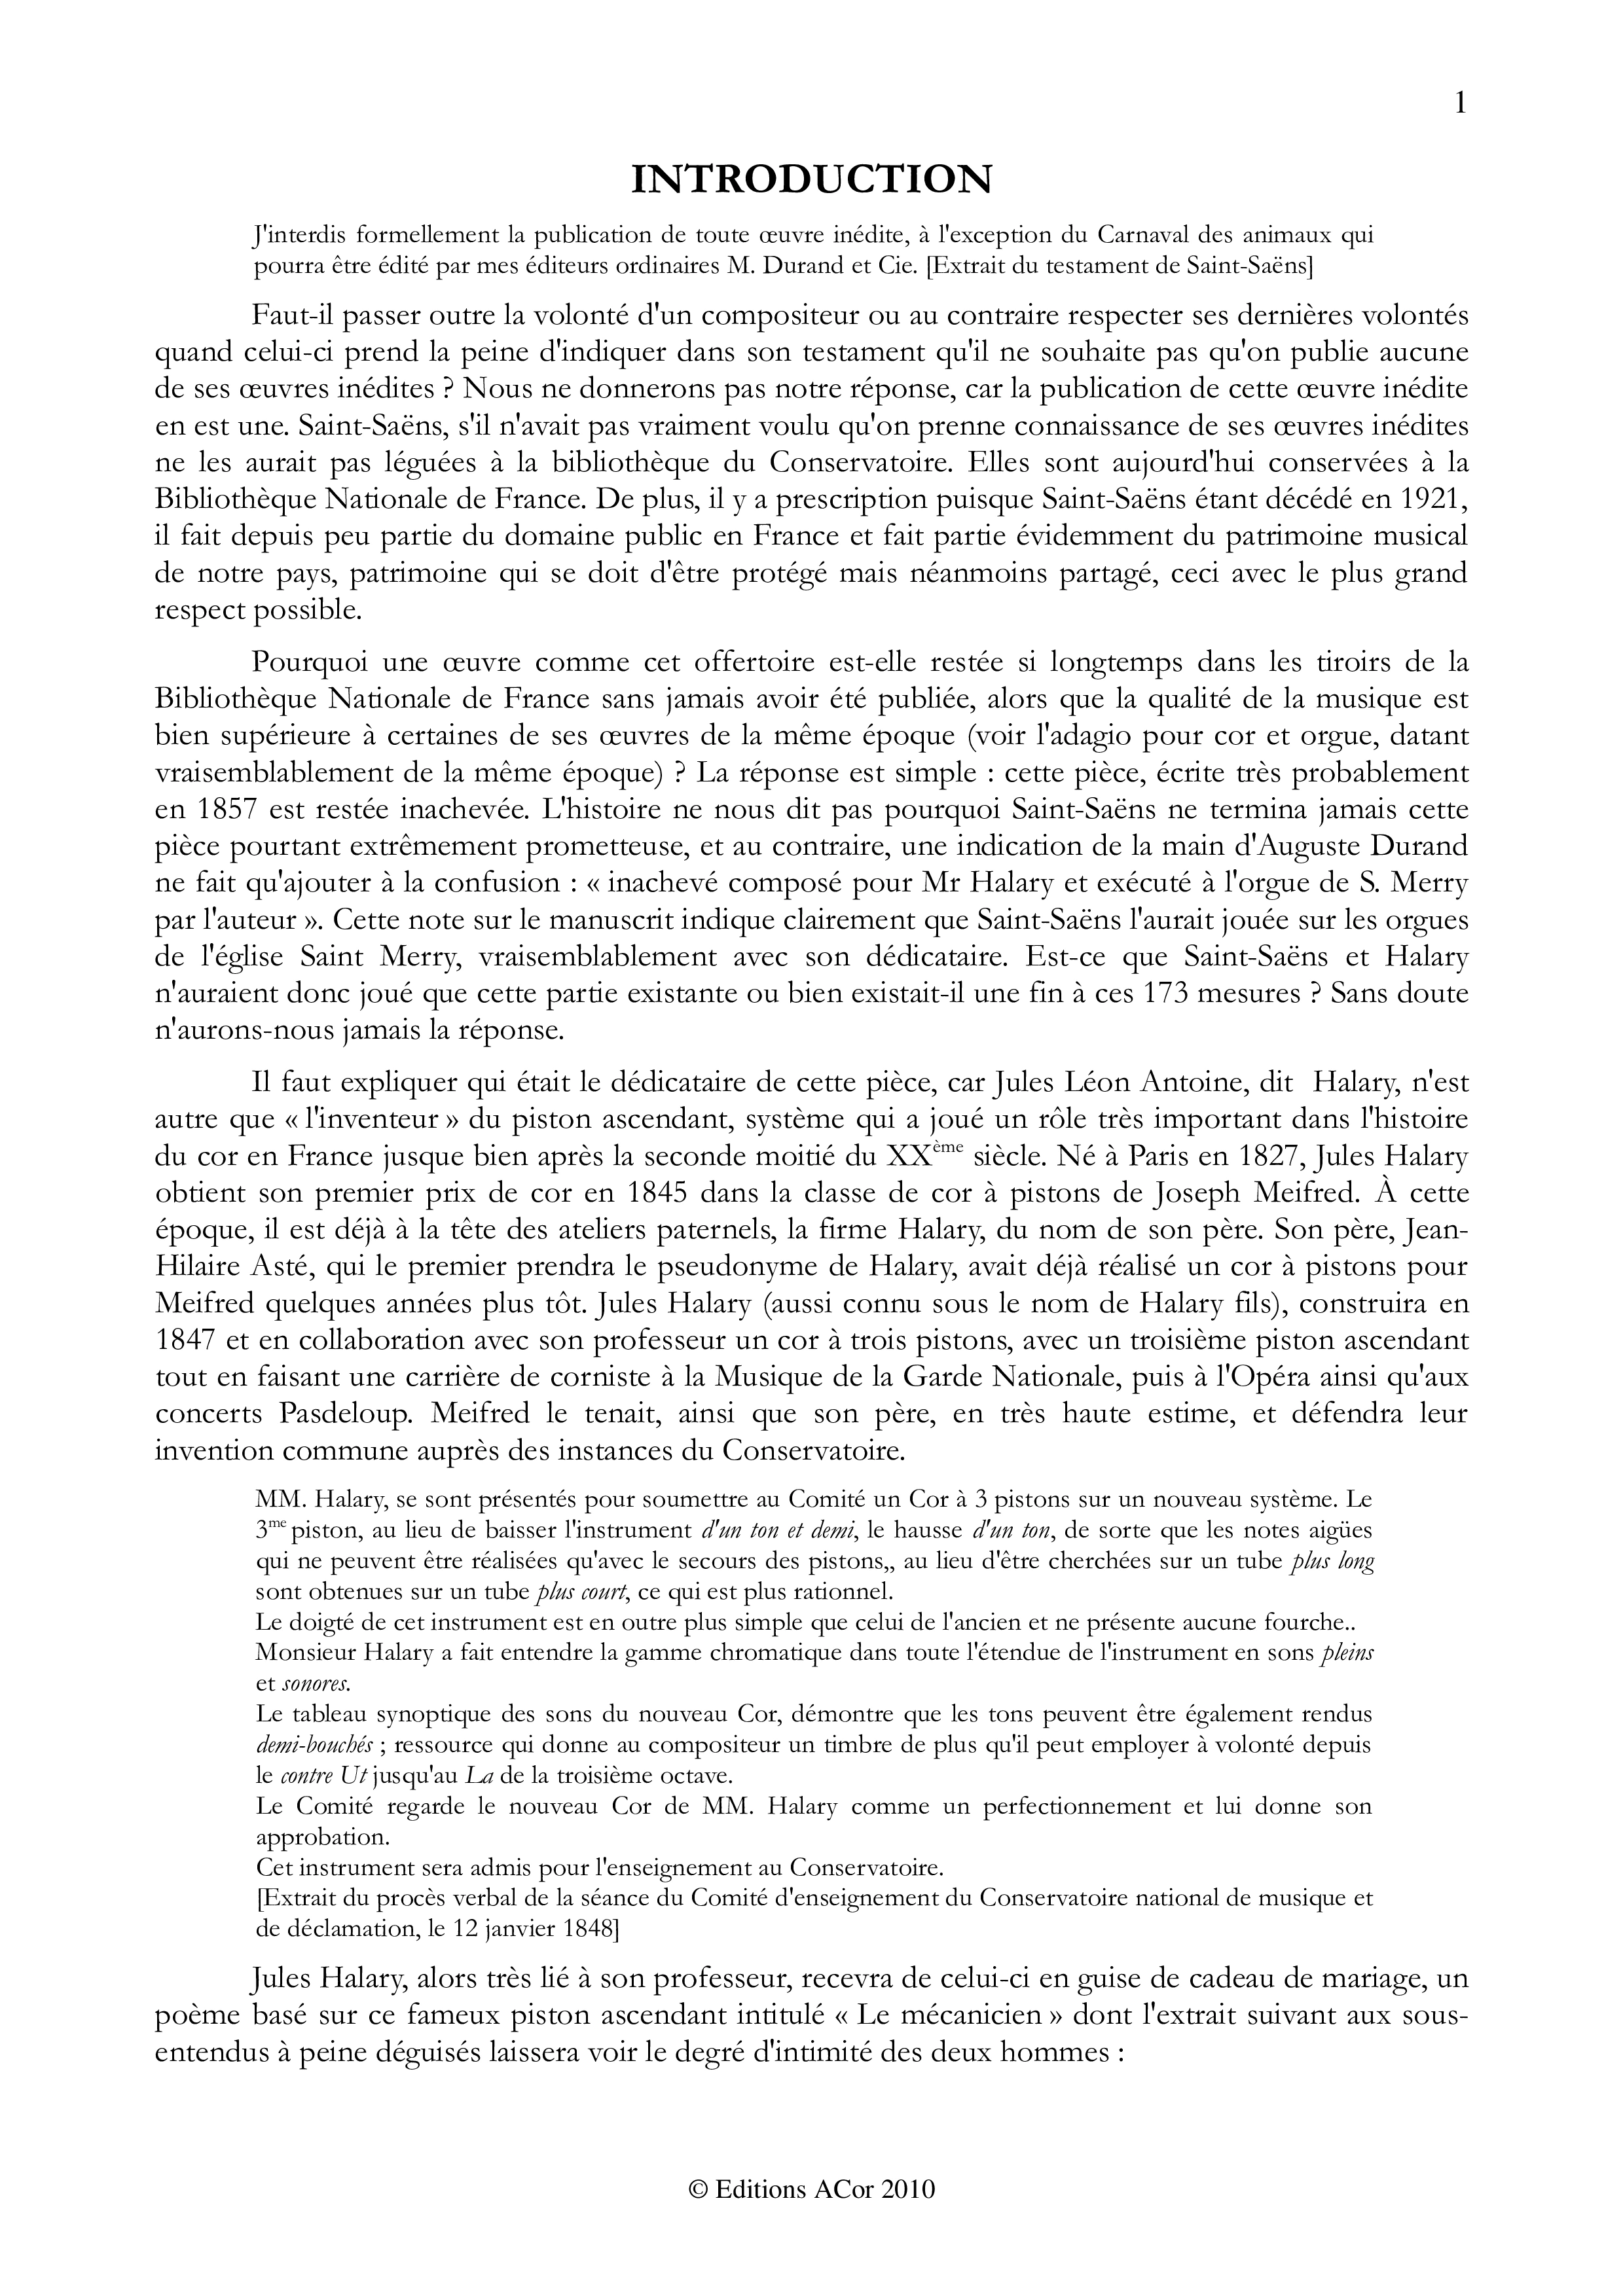 1
INTRODUCTION
J'interdis formellement la publication de toute œuvre inédite, à l'exception du Carnaval des animaux qui
pourra être édité par mes éditeurs ordinaires M. Durand et Cie. [Extrait du testament de Saint-Saëns]
Faut-il passer outre la volonté d'un compositeur ou au contraire respecter ses dernières volontés
quand celui-ci prend la peine d'indiquer dans son testament qu'il ne souhaite pas qu'on publie aucune
de ses œuvres inédites ? Nous ne donnerons pas notre réponse, car la publication de cette œuvre inédite
en est une. Saint-Saëns, s'il n'avait pas vraiment voulu qu'on prenne connaissance de ses œuvres inédites
ne les aurait pas léguées à la bibliothèque du Conservatoire. Elles sont aujourd'hui conservées à la
Bibliothèque Nationale de France. De plus, il y a prescription puisque Saint-Saëns étant décédé en 1921,
il fait depuis peu partie du domaine public en France et fait partie évidemment du patrimoine musical
de notre pays, patrimoine qui se doit d'être protégé mais néanmoins partagé, ceci avec le plus grand
respect possible.
Pourquoi une œuvre comme cet offertoire est-elle restée si longtemps dans les tiroirs de la
Bibliothèque Nationale de France sans jamais avoir été publiée, alors que la qualité de la musique est
bien supérieure à certaines de ses œuvres de la même époque (voir l'adagio pour cor et orgue, datant
vraisemblablement de la même époque) ? La réponse est simple : cette pièce, écrite très probablement
en 1857 est restée inachevée. L'histoire ne nous dit pas pourquoi Saint-Saëns ne termina jamais cette
pièce pourtant extrêmement prometteuse, et au contraire, une indication de la main d'Auguste Durand
ne fait qu'ajouter à la confusion : « inachevé composé pour Mr Halary et exécuté à l'orgue de S. Merry
par l'auteur ». Cette note sur le manuscrit indique clairement que Saint-Saëns l'aurait jouée sur les orgues
de l'église Saint Merry, vraisemblablement avec son dédicataire. Est-ce que Saint-Saëns et Halary
n'auraient donc joué que cette partie existante ou bien existait-il une fin à ces 173 mesures ? Sans doute
n'aurons-nous jamais la réponse.
Il faut expliquer qui était le dédicataire de cette pièce, car Jules Léon Antoine, dit  Halary, n'est
autre que « l'inventeur » du piston ascendant, système qui a joué un rôle très important dans l'histoire
du cor en France jusque bien après la seconde moitié du XXème siècle. Né à Paris en 1827, Jules Halary
obtient son premier prix de cor en 1845 dans la classe de cor à pistons de Joseph Meifred. À cette
époque, il est déjà à la tête des ateliers paternels, la firme Halary, du nom de son père. Son père, Jean-
Hilaire Asté, qui le premier prendra le pseudonyme de Halary, avait déjà réalisé un cor à pistons pour
Meifred quelques années plus tôt. Jules Halary (aussi connu sous le nom de Halary fils), construira en
1847 et en collaboration avec son professeur un cor à trois pistons, avec un troisième piston ascendant
tout en faisant une carrière de corniste à la Musique de la Garde Nationale, puis à l'Opéra ainsi qu'aux
concerts Pasdeloup. Meifred le tenait, ainsi que son père, en très haute estime, et défendra leur
invention commune auprès des instances du Conservatoire.
MM. Halary, se sont présentés pour soumettre au Comité un Cor à 3 pistons sur un nouveau système. Le
3me piston, au lieu de baisser l'instrument d'un ton et demi, le hausse d'un ton, de sorte que les notes aigües
qui ne peuvent être réalisées qu'avec le secours des pistons,, au lieu d'être cherchées sur un tube plus long
sont obtenues sur un tube plus court, ce qui est plus rationnel.
Le doigté de cet instrument est en outre plus simple que celui de l'ancien et ne présente aucune fourche..
Monsieur Halary a fait entendre la gamme chromatique dans toute l'étendue de l'instrument en sons pleins
et sonores.
Le tableau synoptique des sons du nouveau Cor, démontre que les tons peuvent être également rendus
demi-bouchés ; ressource qui donne au compositeur un timbre de plus qu'il peut employer à volonté depuis
le contre Ut jusqu'au La de la troisième octave.
Le Comité regarde le nouveau Cor de MM. Halary comme un perfectionnement et lui donne son
approbation.
Cet instrument sera admis pour l'enseignement au Conservatoire.
[Extrait du procès verbal de la séance du Comité d'enseignement du Conservatoire national de musique et
de déclamation, le 12 janvier 1848]
Jules Halary, alors très lié à son professeur, recevra de celui-ci en guise de cadeau de mariage, un
poème basé sur ce fameux piston ascendant intitulé « Le mécanicien » dont l'extrait suivant aux sous-
entendus à peine déguisés laissera voir le degré d'intimité des deux hommes :
© Editions ACor 2010